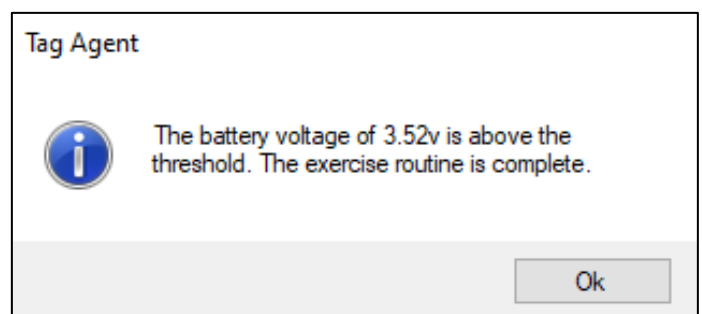 Tag Agent
The battery voltage of 3.52v is above the
threshold. The exercise routine is complete.
Ok